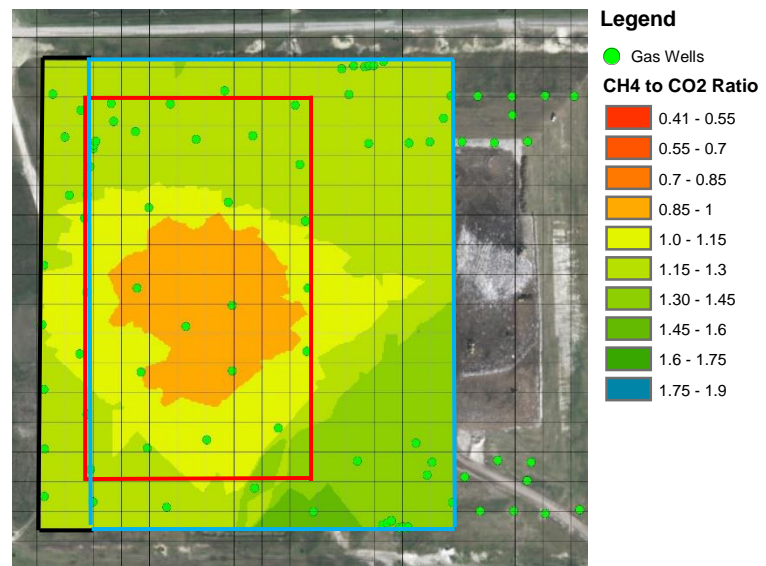 Legend
Gas Wells
CH4 to CO2 Ratio
0.41 - 0.55
0.55 - 0.7
0.7 - 0.85
0.85 - 1
1.0 - 1.15
1.15 - 1.3
1.30 - 1.45
1.45 - 1.6
1.6 - 1.75
1.75 - 1.9